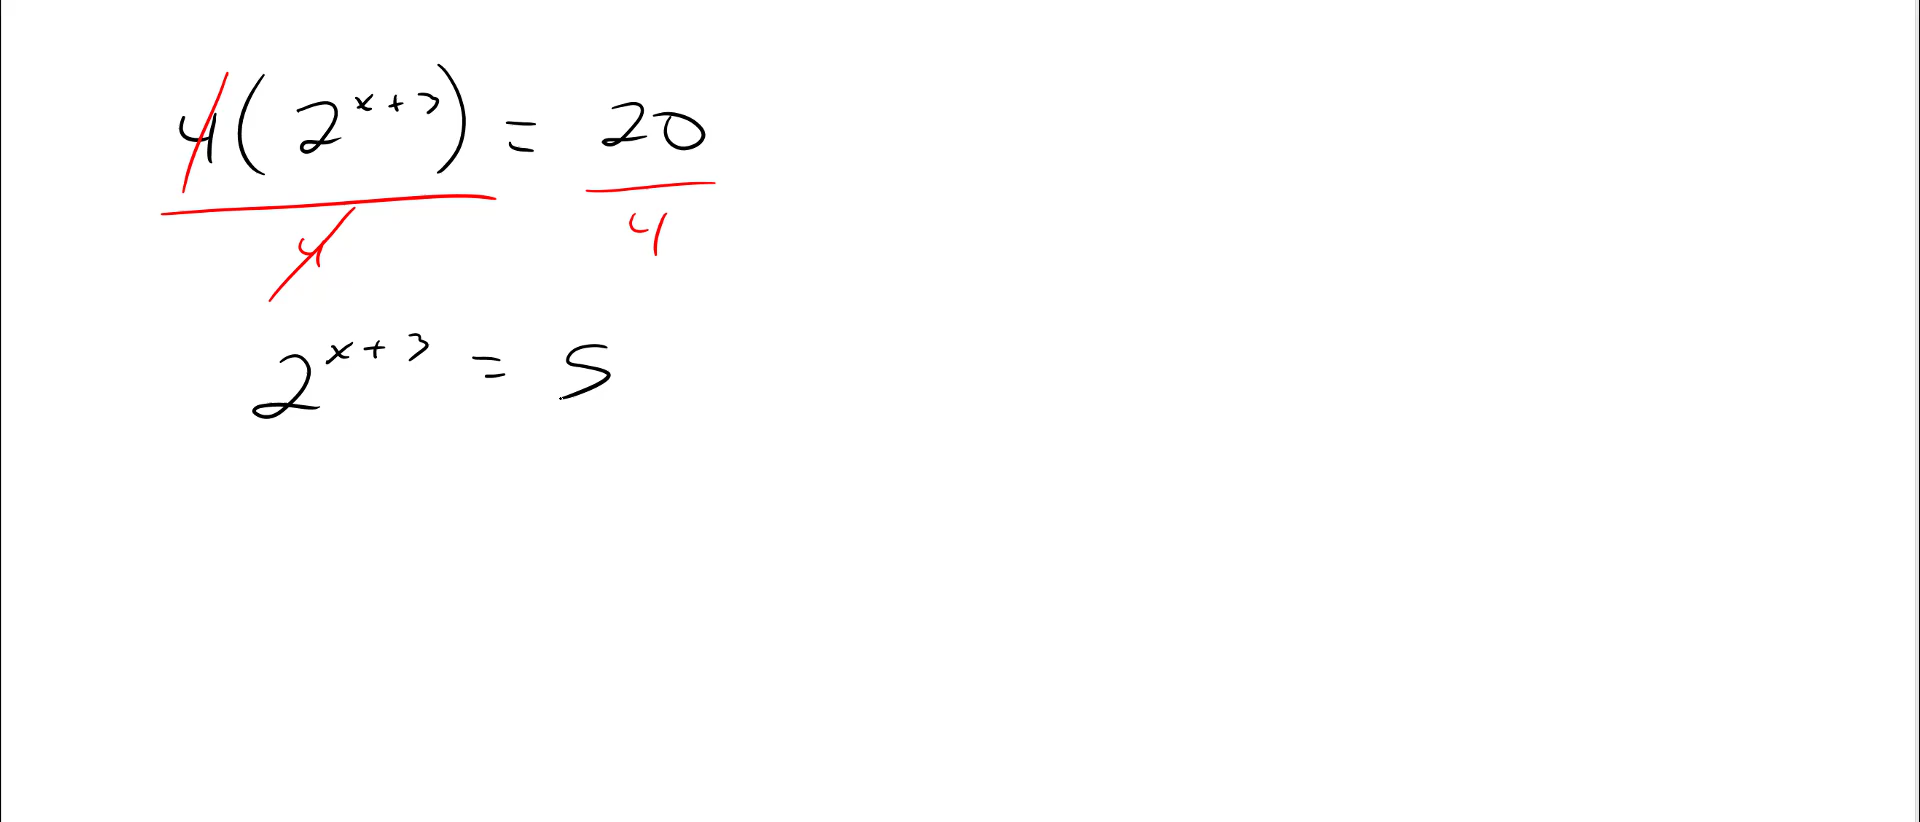 4(2^{x+3}) = 20
4 4
2^{x+3} = 5